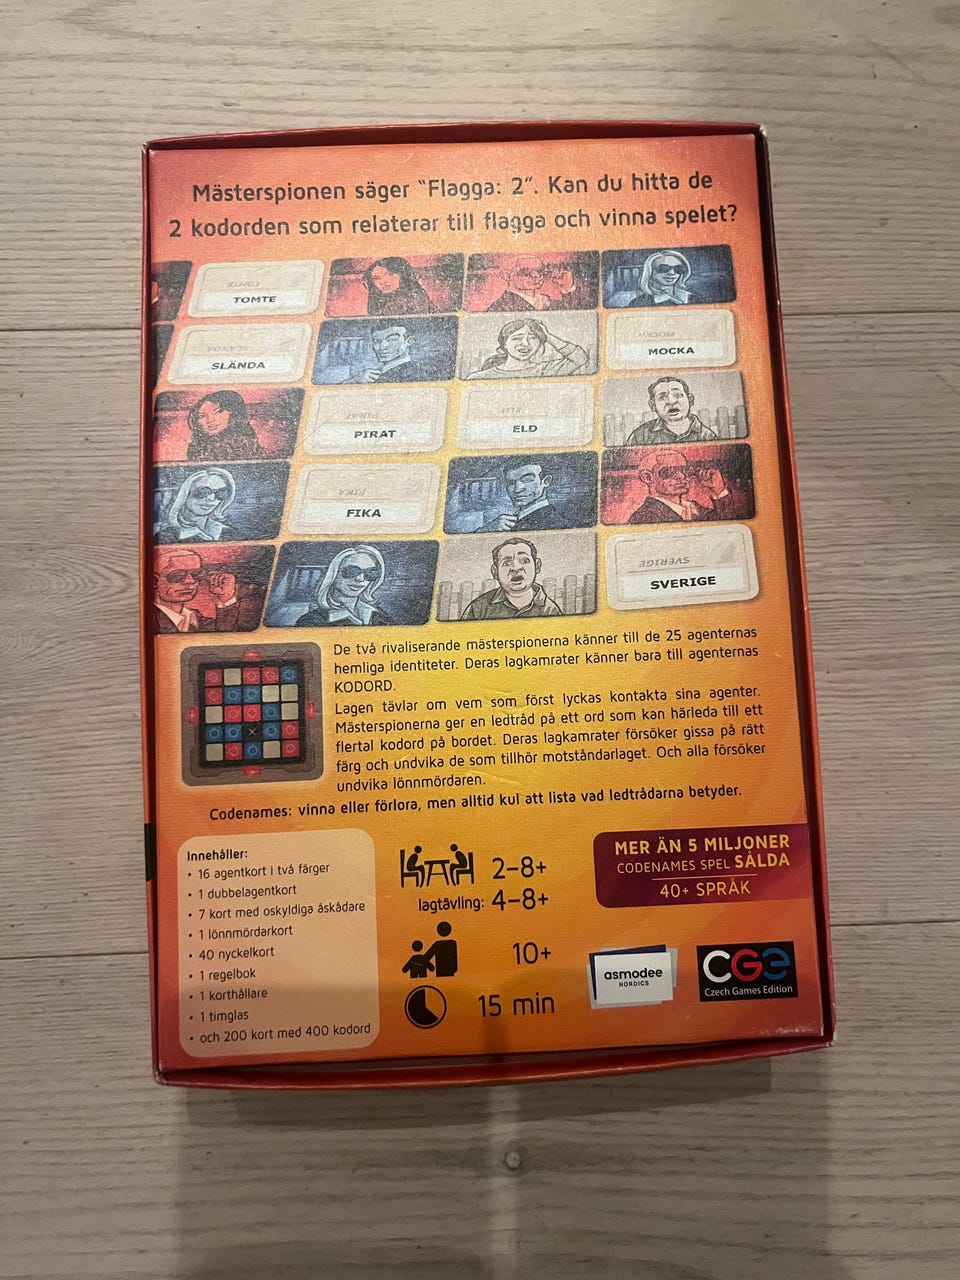 Mästerspionen säger "Flagga: 2". Kan du hitta de
2 kodorden som relaterar till flagga och vinna spelet?
TOMTE
TOMTE
SLÄNDA
SLÄNDA
MOCKA
MOCKA
PIRAT
PIRAT
ELD
ELD
FIKA
FIKA
SVERIGE
SVERIGE
De två rivaliserande mästerspionerna känner till de 25 agenternas
hemliga identiteter. Deras lagkamrater känner bara till agenternas
KODORD.
Lagen tävlar om vem som först lyckas kontakta sina agenter.
Mästerspionerna ger en ledtråd på ett ord som kan härleda till ett
flertal kodord på bordet. Deras lagkamrater försöker gissa på rätt
färg och undvika de som tillhör motståndarlaget. Och alla försöker
undvika lönnmördaren.
Codenames: vinna eller förlora, men alltid kul att lista vad ledtrådarna betyder.
Innehåller:
• 16 agentkort i två färger
• 1 dubbelagentkort
• 7 kort med oskyldiga åskådare
• 1 lönnmördarkort
• 40 nyckelkort
• 1 regelbok
• 1 korthållare
• 1 timglas
• och 200 kort med 400 kodord
2-8+
lagtävling: 4-8+
10+
15 min
MER ÄN 5 MILJONER
CODENAMES SPEL SÅLDA
40+ SPRÅK
asmodee
NORDICS
CGE
Czech Games Edition